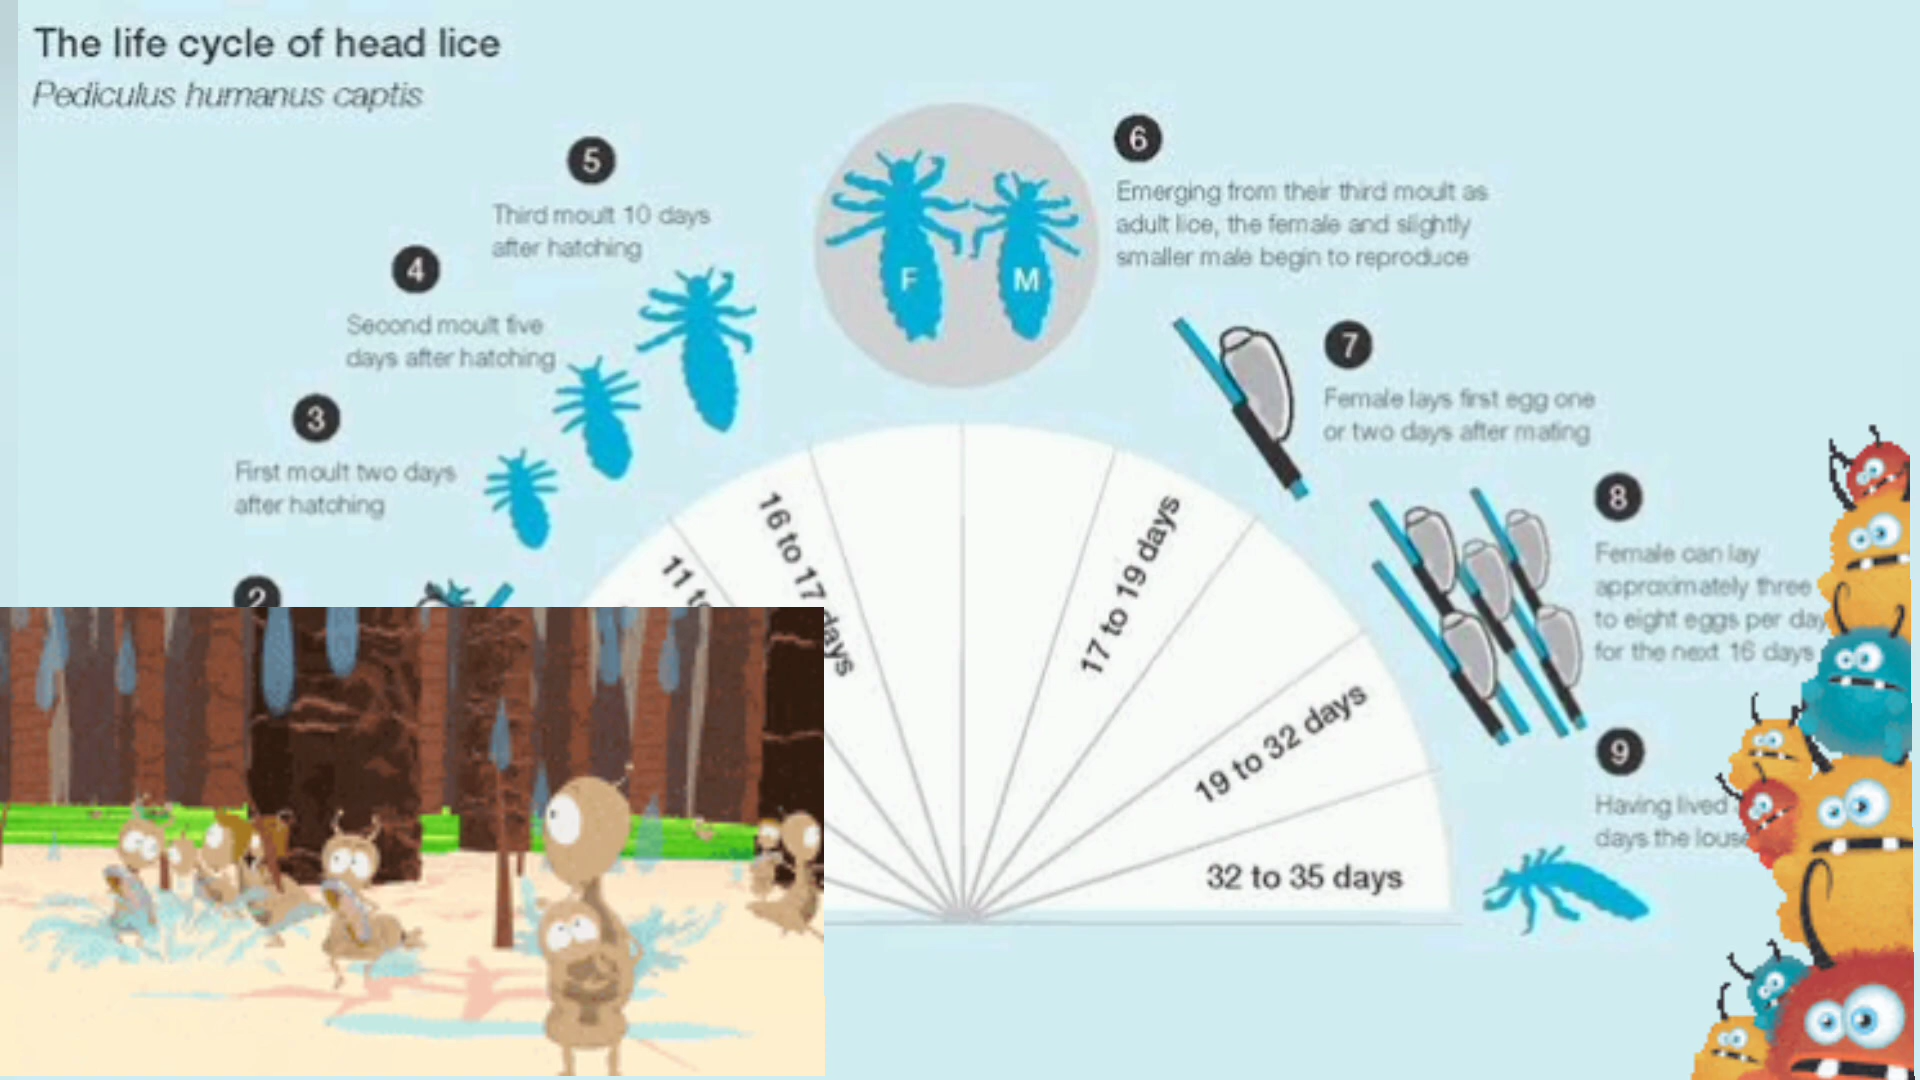 The life cycle of head lice
Pediculus humanus captis
5
Third moult 10 days
after hatching
4
Second moult five
days after hatching
3
First moult two days
after hatching
2
F
M
6
Emerging from their third moult as
adult lice, the female and slightly
smaller male begin to reproduce
7
Female lays first egg one
or two days after mating
8
Female can lay
approximately three
to eight eggs per day
for the next 16 days
9
Having lived
days the louse
11 to
16 to 17 days
17 to 19 days
19 to 32 days
32 to 35 days